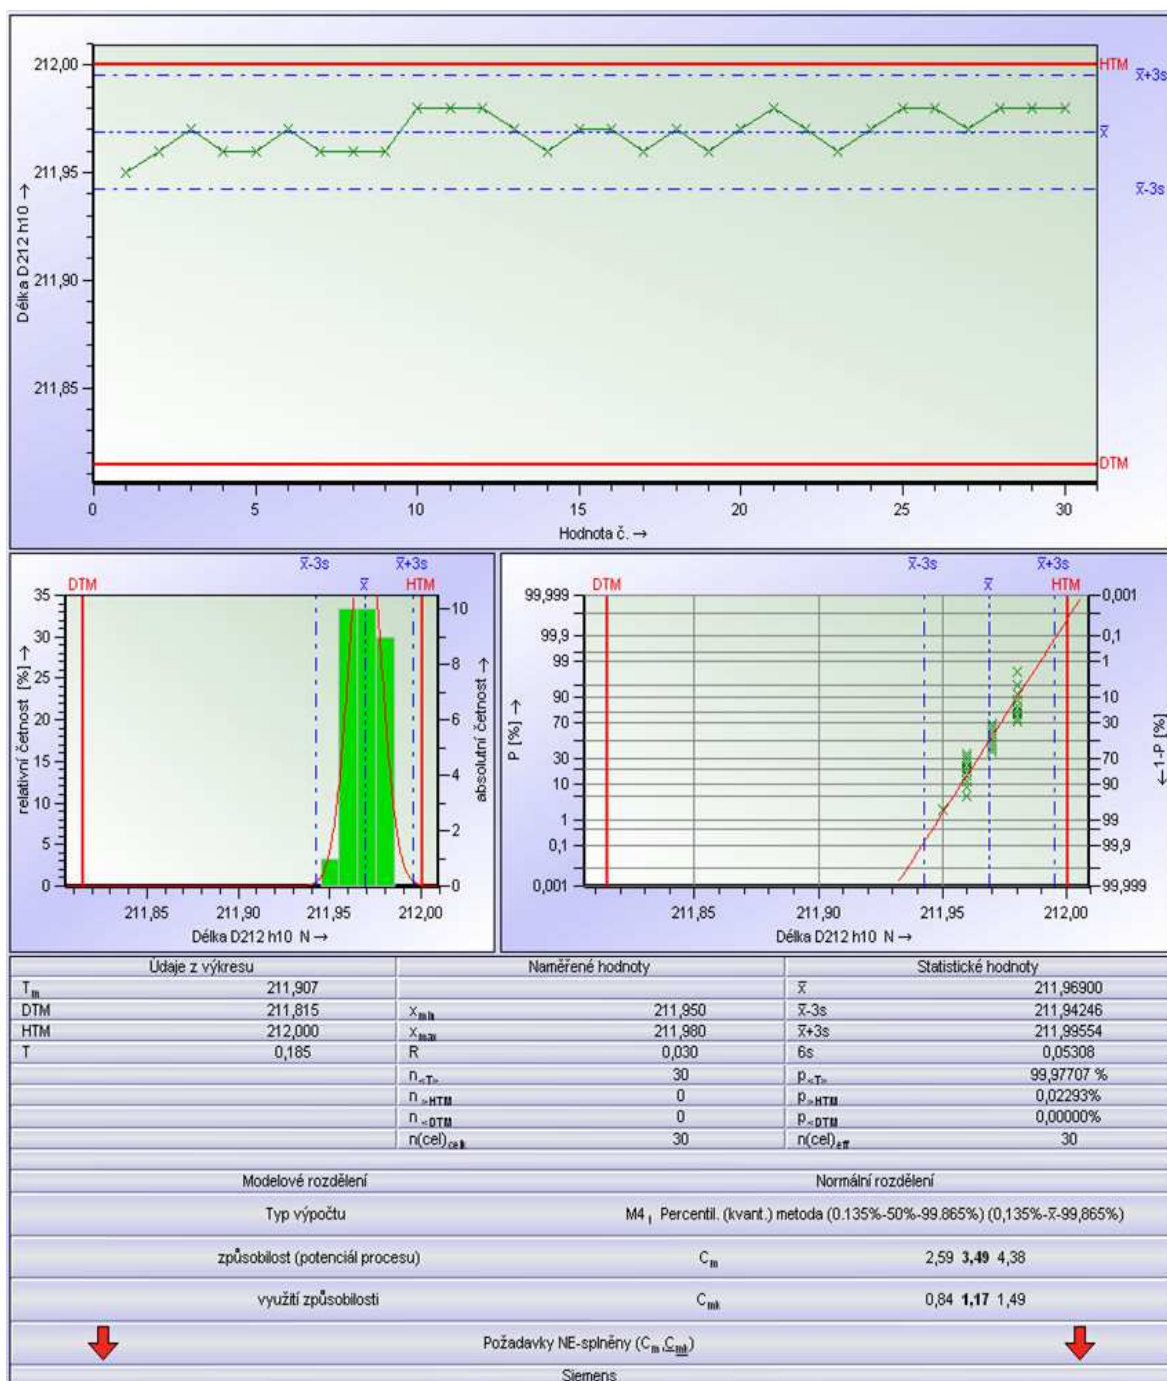 212,00
211,95
211,90
211,85
Délka D212 h10 →
HTM
x̅+3s
x̅
x̅-3s
DTM
0 5 10 15 20 25 30
Hodnota č. →
x̅-3s x̅+3s
DTM x̅ HTM
35
30
25
20
15
10
5
0
relativní četnost [%] →
10
8
6
4
2
0
absolutní četnost →
211,85 211,90 211,95 212,00
Délka D212 h10 N →
x̅-3s x̅+3s
DTM x̅ HTM
99,999
99,9
99
90
70
30
10
1
0,1
0,001
P [%] →
0,001
0,1
1
10
30
70
90
99
99,9
99,999
←1-P [%]
211,85 211,90 211,95 212,00
Délka D212 h10 N →
Údaje z výkresu Naměřené hodnoty Statistické hodnoty
Tm 211,907 x̅ 211,96900
DTM 211,815 xmin 211,950 x̅-3s 211,94246
HTM 212,000 xmax 211,980 x̅+3s 211,99554
T 0,185 R 0,030 6s 0,05308
n<T> 30 p<T> 99,97707 %
n>HTM 0 p>HTM 0,02293%
n<DTM 0 p<DTM 0,00000%
n(cel)celk 30 n(cel)eff 30
Modelové rozdělení Normální rozdělení
Typ výpočtu M4 1 Percentil. (kvant.) metoda (0.135%-50%-99.865%) (0,135%-x̅-99,865%)
způsobilost (potenciál procesu) Cm 2,59 3,49 4,38
využití způsobilosti Cmk 0,84 1,17 1,49
Požadavky NE-splněny (Cm,Cmk)
Siemens